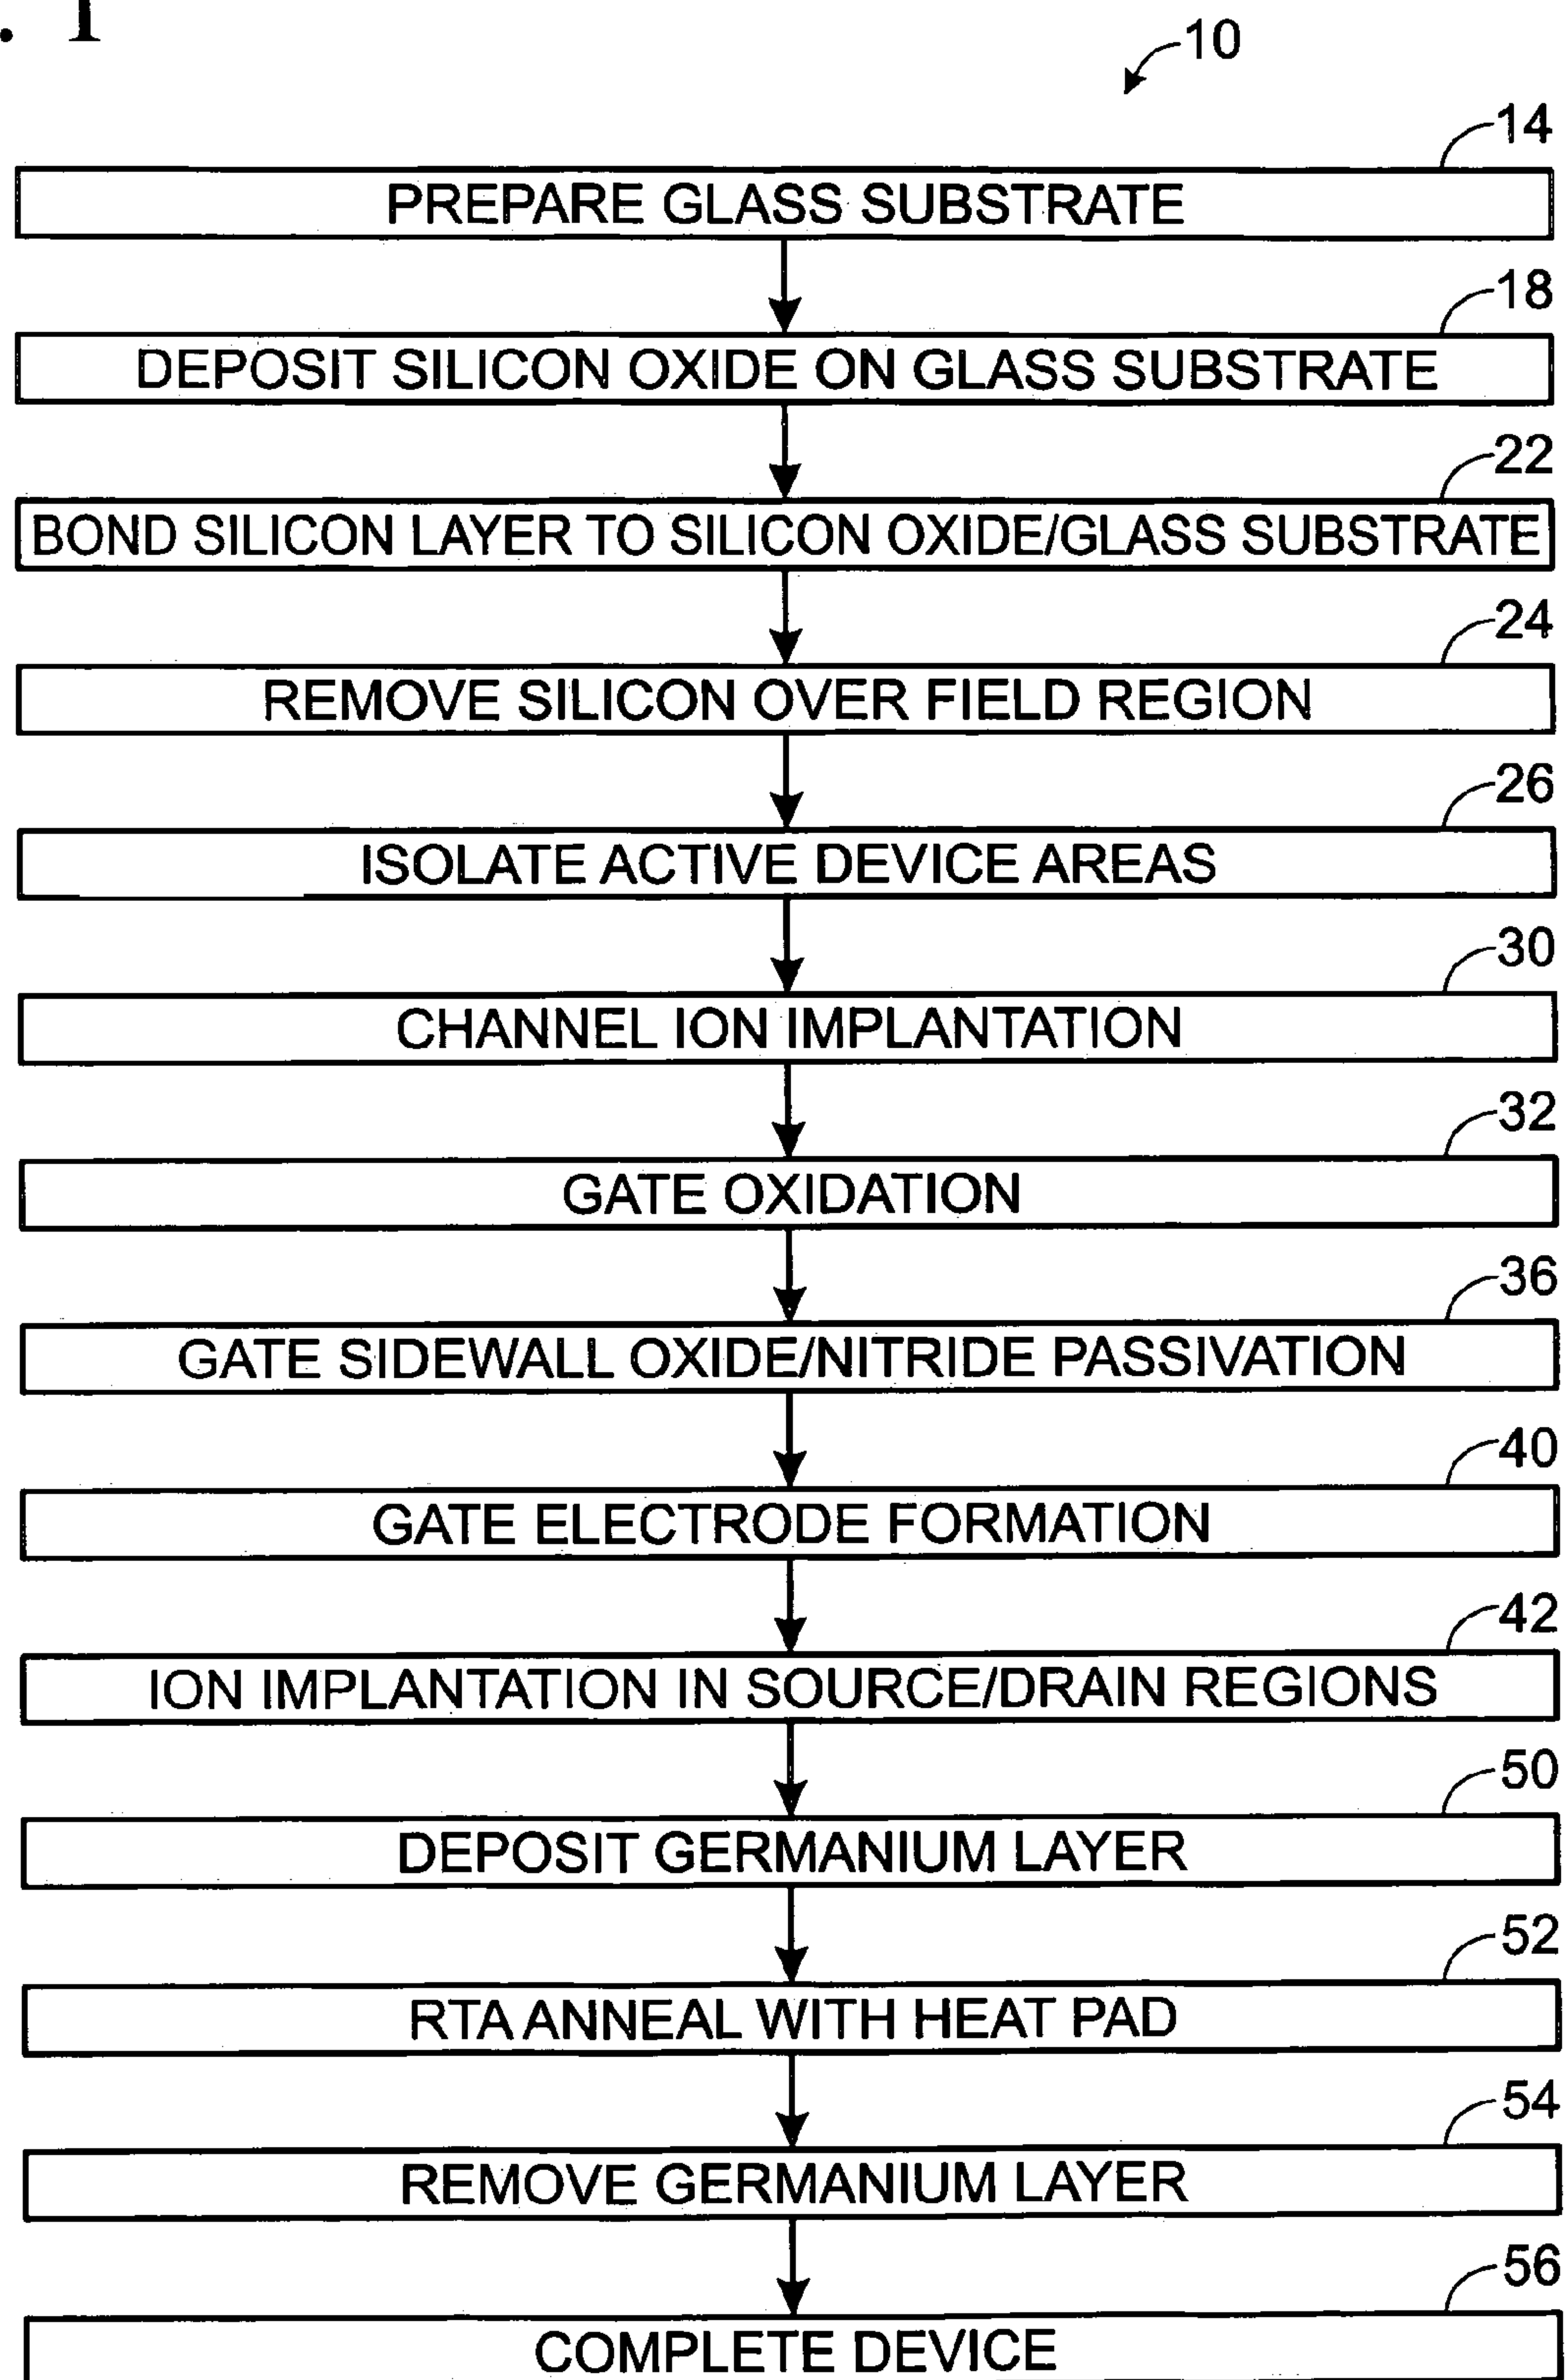 . 1
10
14
PREPARE GLASS SUBSTRATE
18
DEPOSIT SILICON OXIDE ON GLASS SUBSTRATE
22
BOND SILICON LAYER TO SILICON OXIDE/GLASS SUBSTRATE
24
REMOVE SILICON OVER FIELD REGION
26
ISOLATE ACTIVE DEVICE AREAS
30
CHANNEL ION IMPLANTATION
32
GATE OXIDATION
36
GATE SIDEWALL OXIDE/NITRIDE PASSIVATION
40
GATE ELECTRODE FORMATION
42
ION IMPLANTATION IN SOURCE/DRAIN REGIONS
50
DEPOSIT GERMANIUM LAYER
52
RTA ANNEAL WITH HEAT PAD
54
REMOVE GERMANIUM LAYER
56
COMPLETE DEVICE